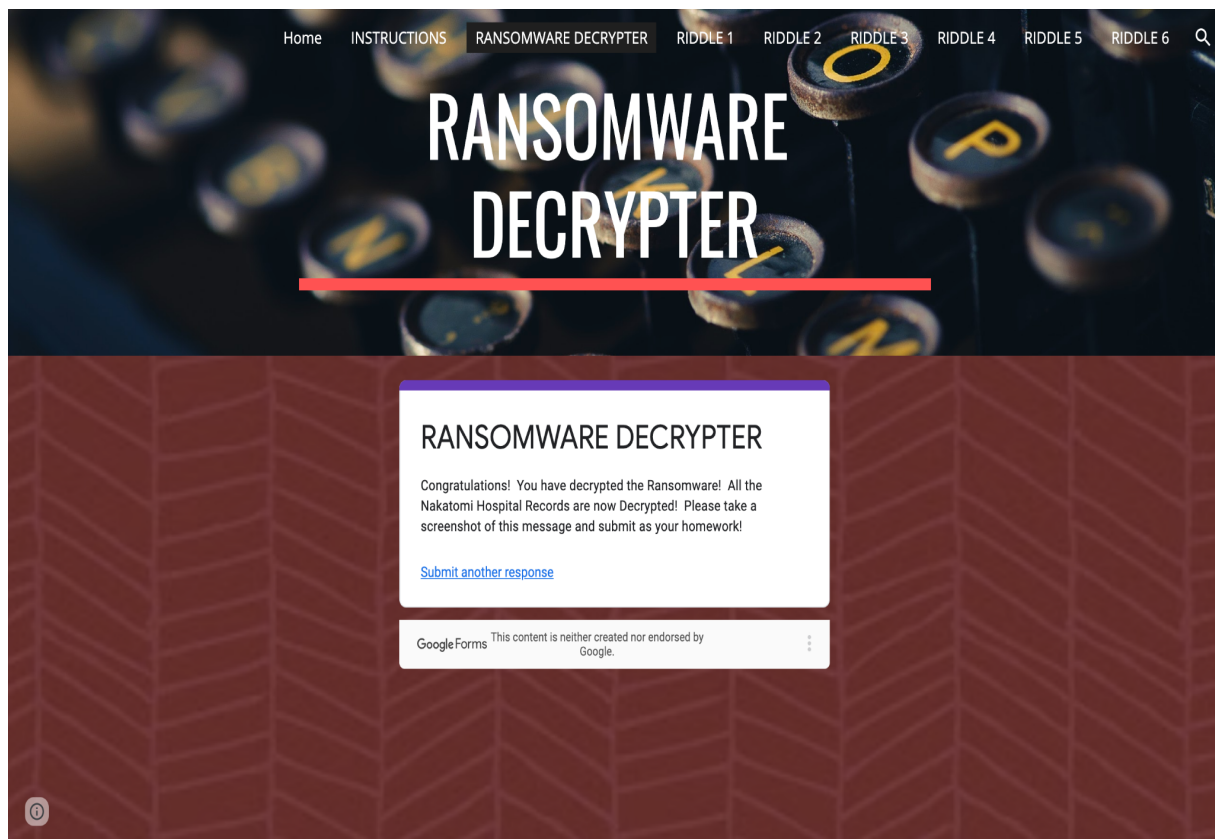 Home INSTRUCTIONS RANSOMWARE DECRYPTER RIDDLE 1 RIDDLE 2 RIDDLE 3 RIDDLE 4 RIDDLE 5 RIDDLE 6
RANSOMWARE
DECRYPTER
O
P
N
K
L
M
RANSOMWARE DECRYPTER
Congratulations! You have decrypted the Ransomware! All the
Nakatomi Hospital Records are now Decrypted! Please take a
screenshot of this message and submit as your homework!
Submit another response
Google Forms This content is neither created nor endorsed by
Google.